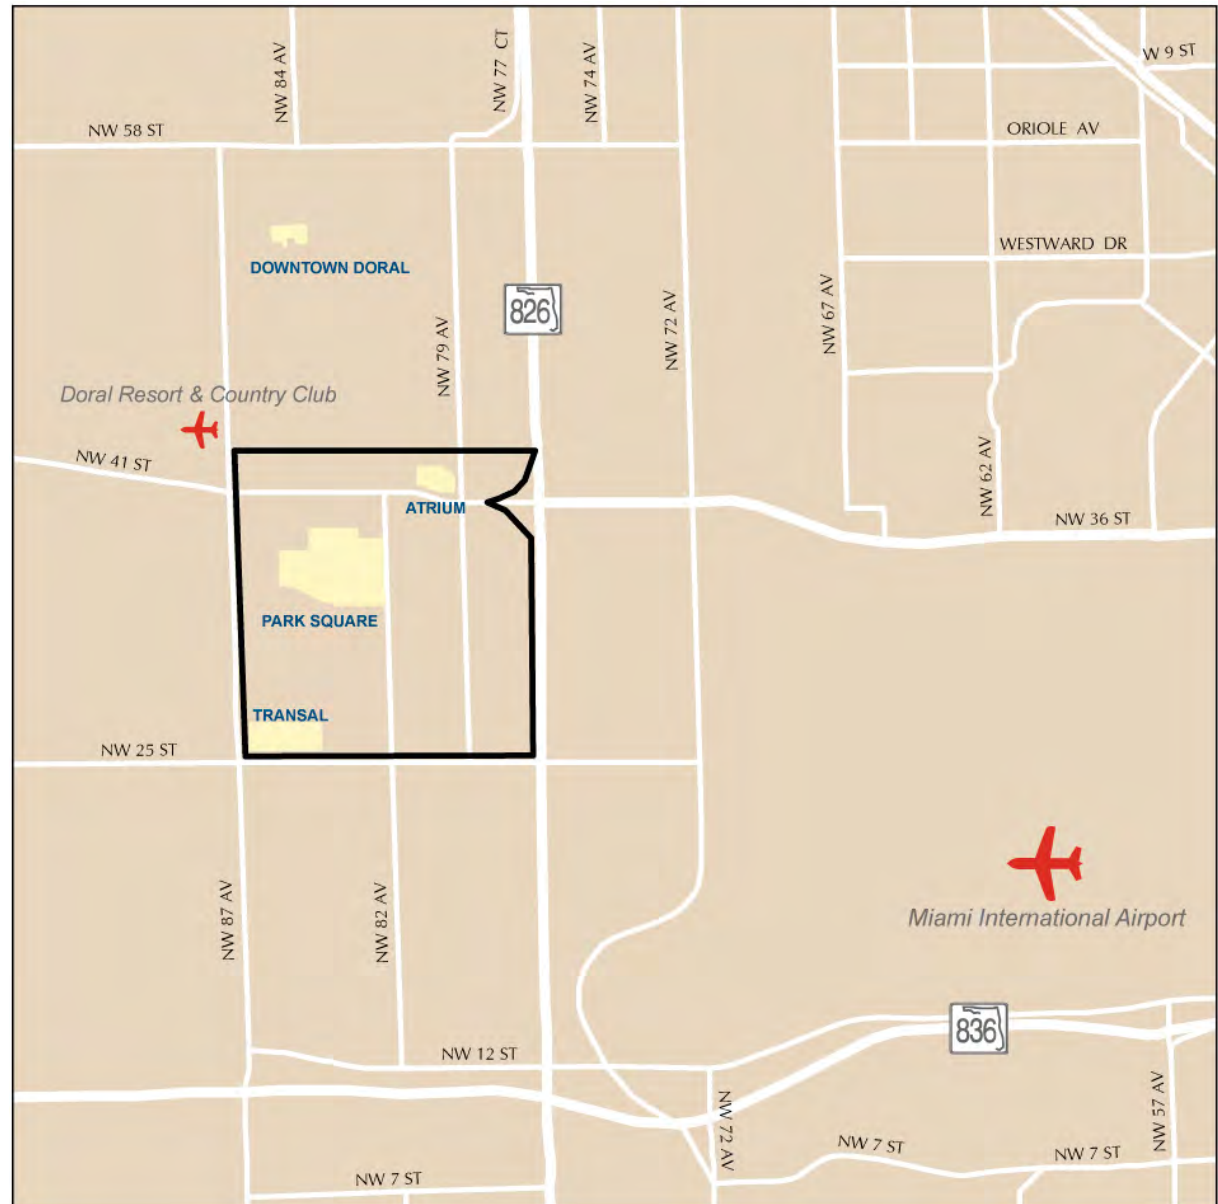 NW 84 AV
NW 77 CT
NW 74 AV
W 9 ST
NW 58 ST
ORIOLE AV
DOWNTOWN DORAL
WESTWARD DR
826
NW 79 AV
NW 72 AV
NW 67 AV
Doral Resort & Country Club
NW 41 ST
NW 62 AV
ATRIUM
NW 36 ST
PARK SQUARE
TRANSAL
NW 25 ST
NW 87 AV
NW 82 AV
Miami International Airport
836
NW 12 ST
NW 72 AV
NW 57 AV
NW 7 ST
NW 7 ST
NW 7 ST